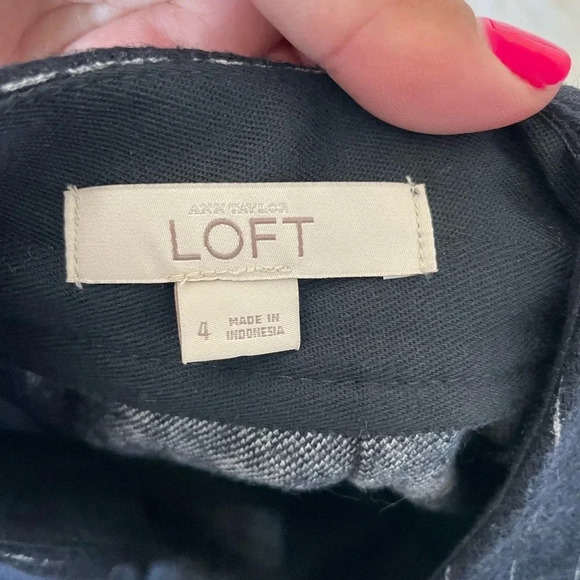 ANN TAYLOR
LOFT
4
MADE IN
INDONESIA